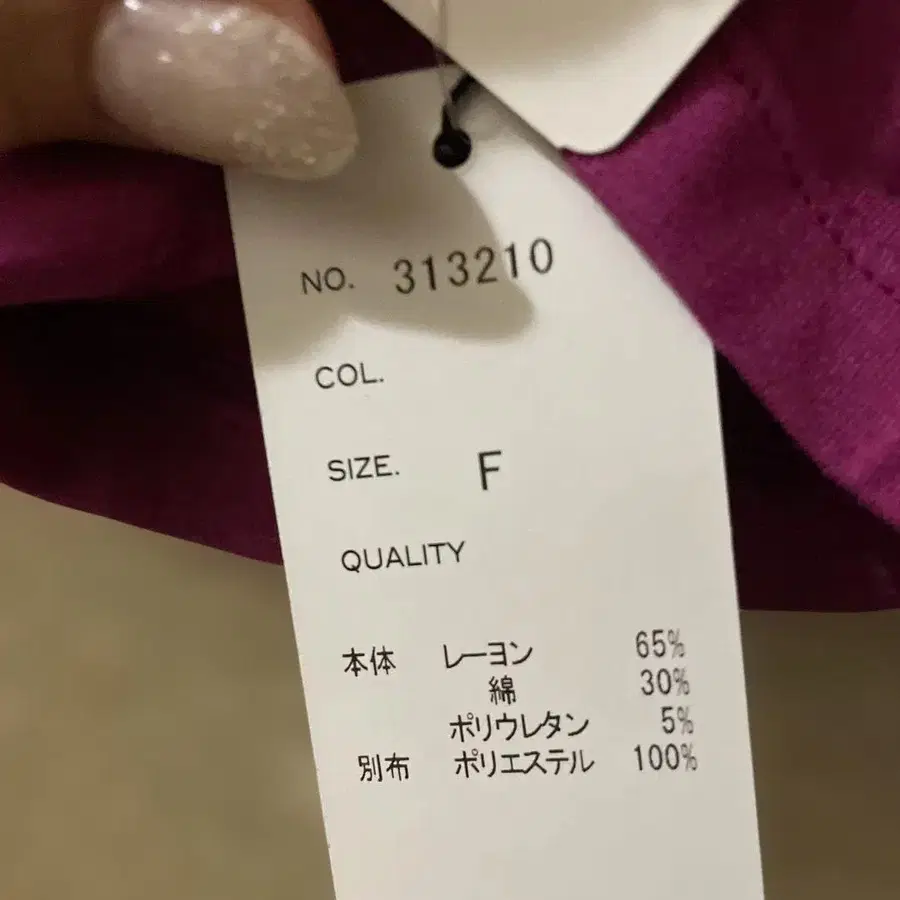 NO. 313210
COL.
SIZE. F
QUALITY
本体 レーヨン 65%
綿 30%
ポリウレタン 5%
別布 ポリエステル 100%